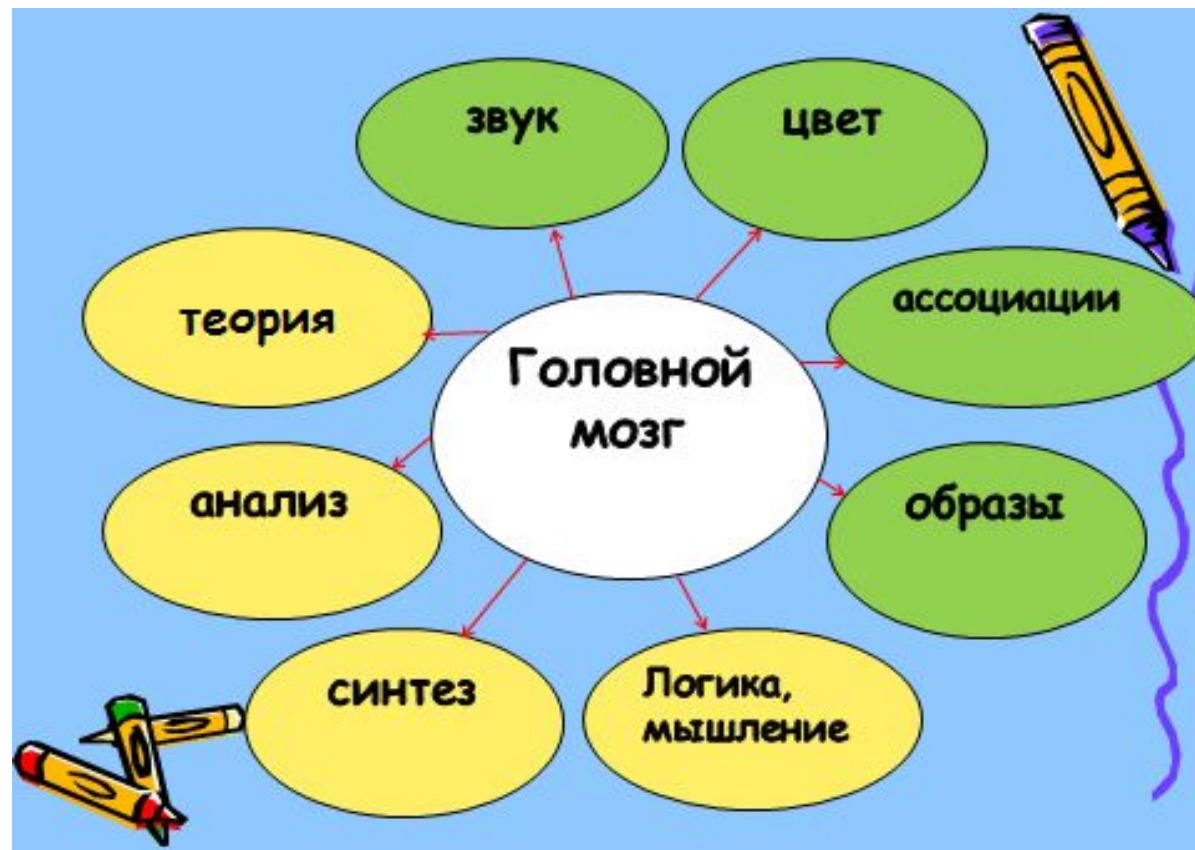 звук
цвет
теория
ассоциации
Головной
мозг
анализ
образы
синтез
Логика,
мышление